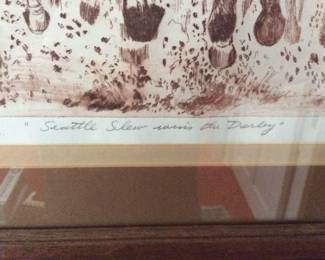 "Seattle Slew wins the Derby"